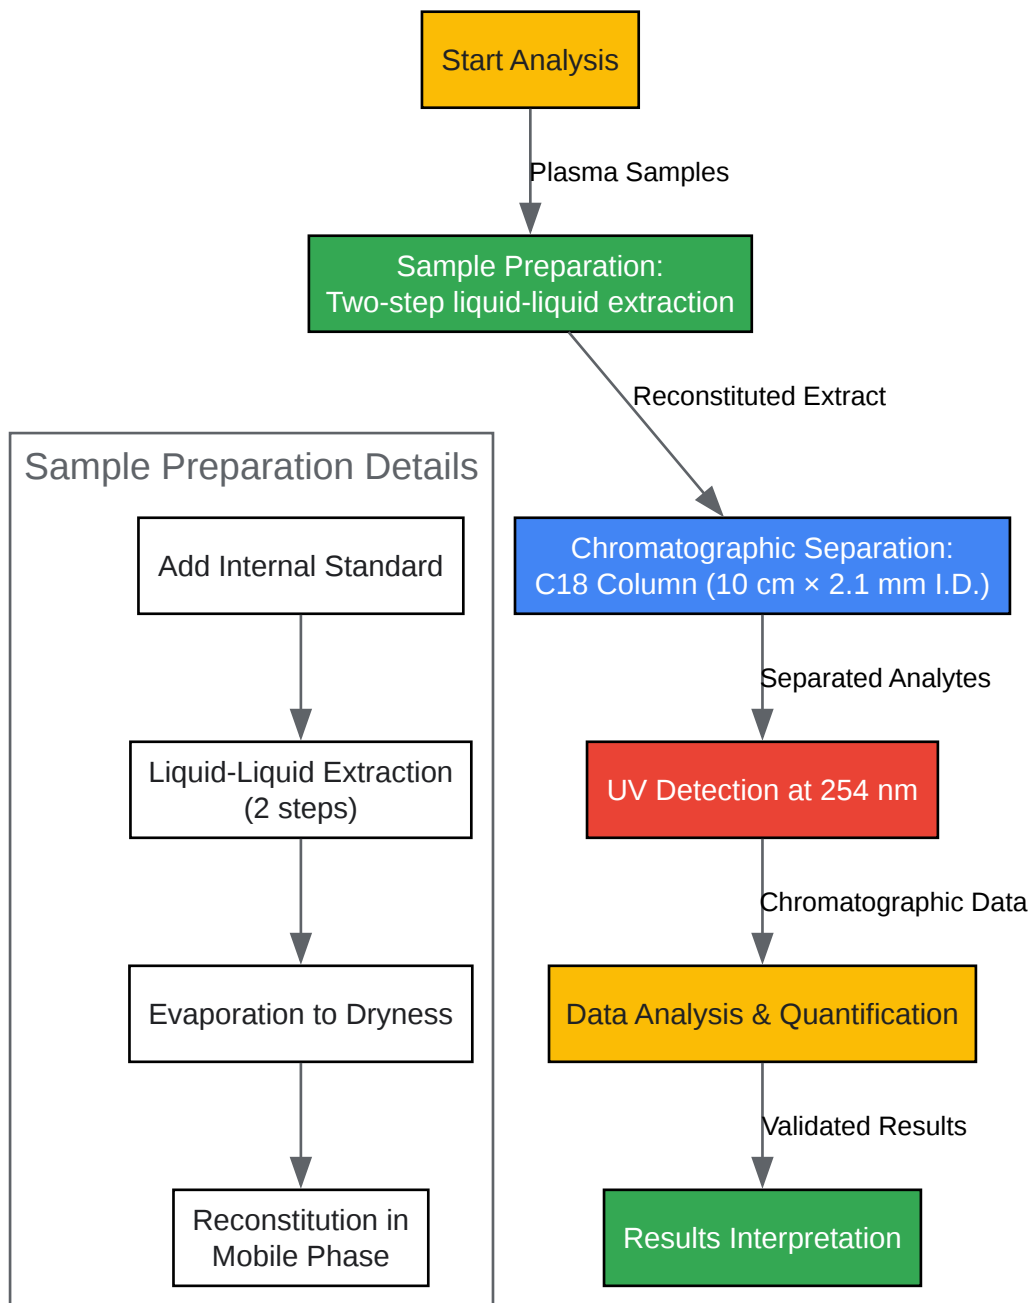 Start Analysis
Plasma Samples
Sample Preparation:
Two-step liquid-liquid extraction
Reconstituted Extract
Sample Preparation Details
Add Internal Standard
Liquid-Liquid Extraction
(2 steps)
Evaporation to Dryness
Reconstitution in
Mobile Phase
Chromatographic Separation:
C18 Column (10 cm × 2.1 mm I.D.)
Separated Analytes
UV Detection at 254 nm
Chromatographic Data
Data Analysis & Quantification
Validated Results
Results Interpretation